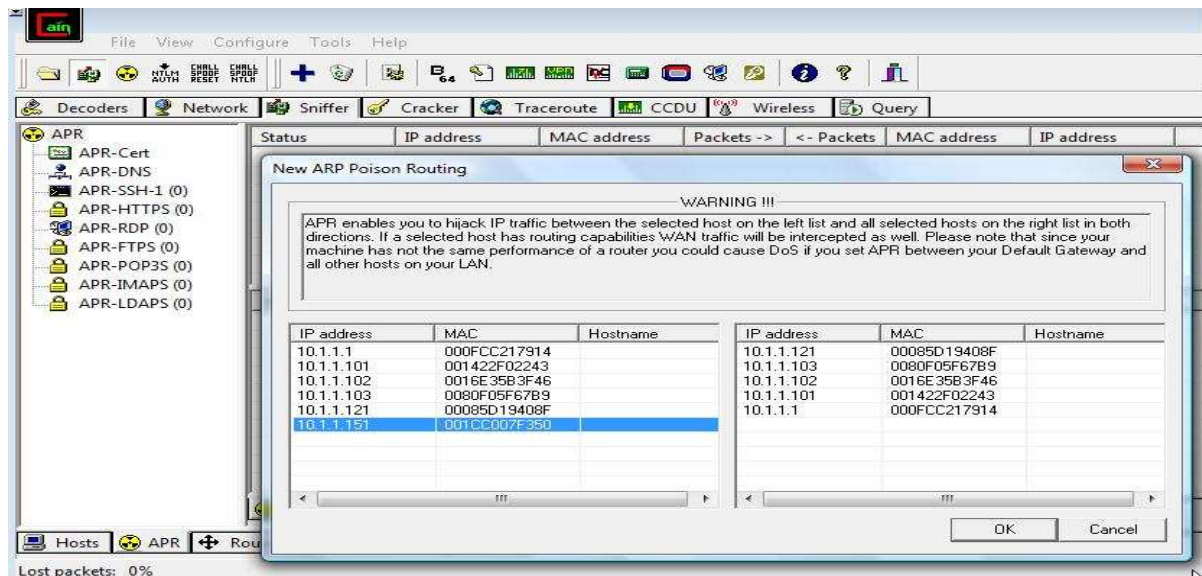 Cain
File View Configure Tools Help
NTLM AUTH CHALL SPOOF RESET CHALL SPOOF NTLM
B 64
Decoders Network Sniffer Cracker Traceroute CCDU Wireless Query
APR
APR-Cert
APR-DNS
APR-SSH-1 (0)
APR-HTTPS (0)
APR-RDP (0)
APR-FTPS (0)
APR-POP3S (0)
APR-IMAPS (0)
APR-LDAPS (0)
Status IP address MAC address Packets -> <- Packets MAC address IP address
New ARP Poison Routing
WARNING !!!
APR enables you to hijack IP traffic between the selected host on the left list and all selected hosts on the right list in both
directions. If a selected host has routing capabilities WAN traffic will be intercepted as well. Please note that since your
machine has not the same performance of a router you could cause DoS if you set APR between your Default Gateway and
all other hosts on your LAN.
IP address MAC Hostname
10.1.1.1 000FCC217914
10.1.1.101 001422F02243
10.1.1.102 0016E35B3F46
10.1.1.103 0080F05F67B9
10.1.1.121 00085D19408F
10.1.1.151 001CC007F350
IP address MAC Hostname
10.1.1.121 00085D19408F
10.1.1.103 0080F05F67B9
10.1.1.102 0016E35B3F46
10.1.1.101 001422F02243
10.1.1.1 000FCC217914
OK Cancel
Hosts APR Rou
Lost packets: 0%